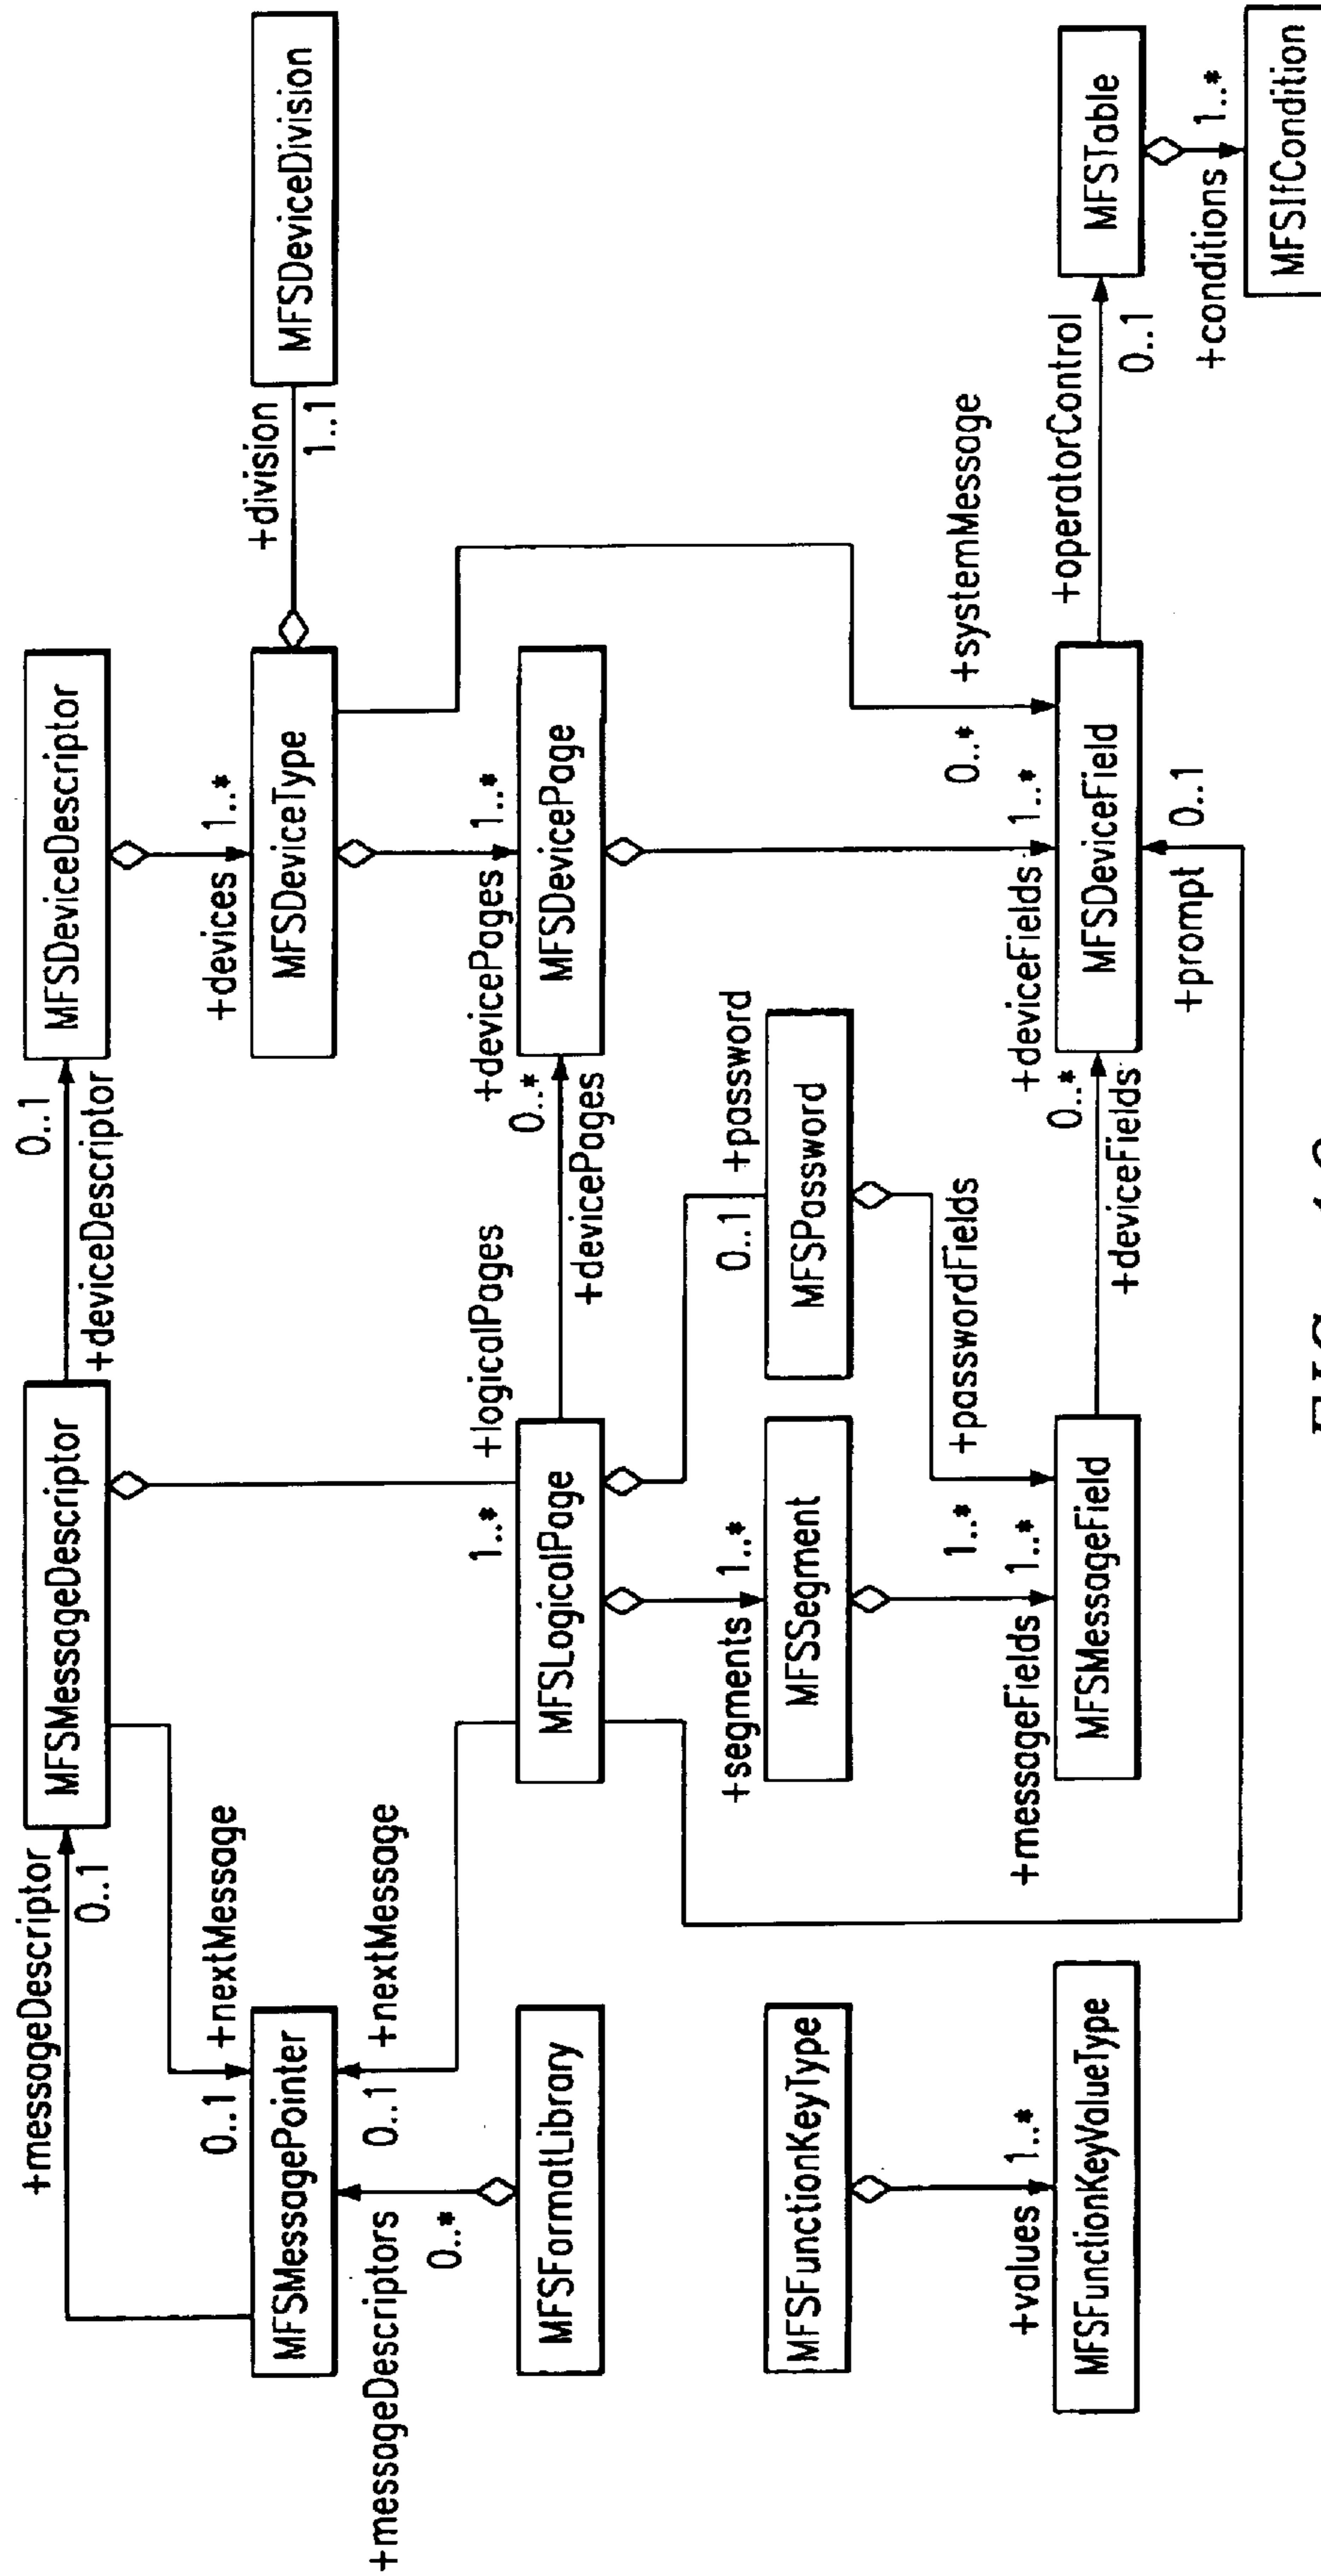 +messageDescriptor
0..1
MFSMessageDescriptor
0..1
+deviceDescriptor
MFSDeviceDescriptor
+nextMessage
0..1
MFSMessagePointer
+devices
1..*
MFSDeviceType
+division
1..1
MFSDeviceDivision
+messageDescriptors
0..*
0..1
+nextMessage
MFSFormatLibrary
1..*
+logicalPages
MFSLogicalPage
0..*
+devicePages
+devicePages
1..*
MFSDevicePage
+segments
1..*
0..1
+password
MFSFunctionKeyType
MFSSegment
MFSPassword
+values
1..*
MFSFunctionKeyValueType
+messageFields
1..*
1..*
+passwordFields
MFSMessageField
0..*
+deviceFields
+deviceFields
1..*
0..*
+systemMessage
MFSDeviceField
+prompt
0..1
+operatorControl
0..1
MFSTable
+conditions
1..*
MFSIfCondition